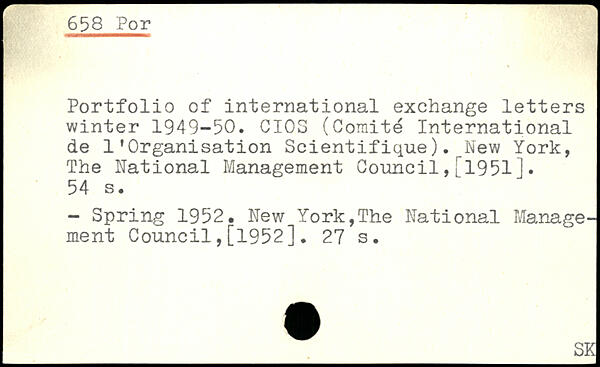 658 Por
Portfolio of international exchange letters
winter 1949-50. CIOS (Comité International
de l'Organisation Scientifique). New York,
The National Management Council,[1951].
54 s.
- Spring 1952. New York,The National Manage-
ment Council,[1952]. 27 s.
SK